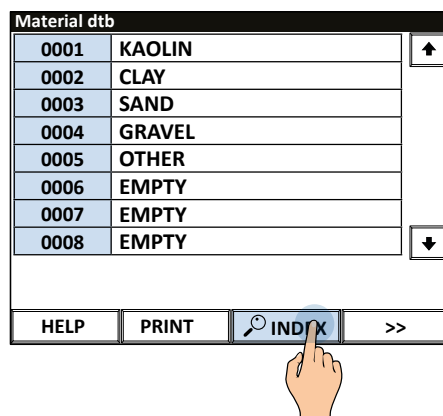 Material dtb
0001 KAOLIN
0002 CLAY
0003 SAND
0004 GRAVEL
0005 OTHER
0006 EMPTY
0007 EMPTY
0008 EMPTY
HELP PRINT INDEX >>